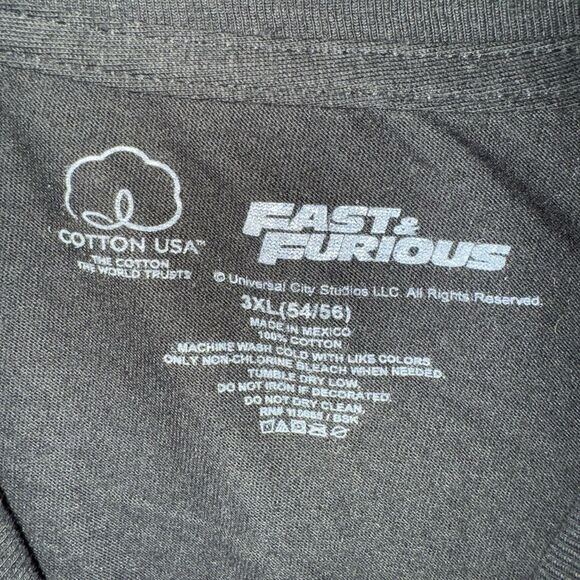 COTTON USA™
THE COTTON
THE WORLD TRUSTS
FAST &
FURIOUS
© Universal City Studios LLC. All Rights Reserved.
3XL(54/56)
MADE IN MEXICO
100% COTTON
MACHINE WASH COLD WITH LIKE COLORS
ONLY NON-CHLORINE BLEACH WHEN NEEDED.
TUMBLE DRY LOW.
DO NOT IRON IF DECORATED.
DO NOT DRY CLEAN.
RN#